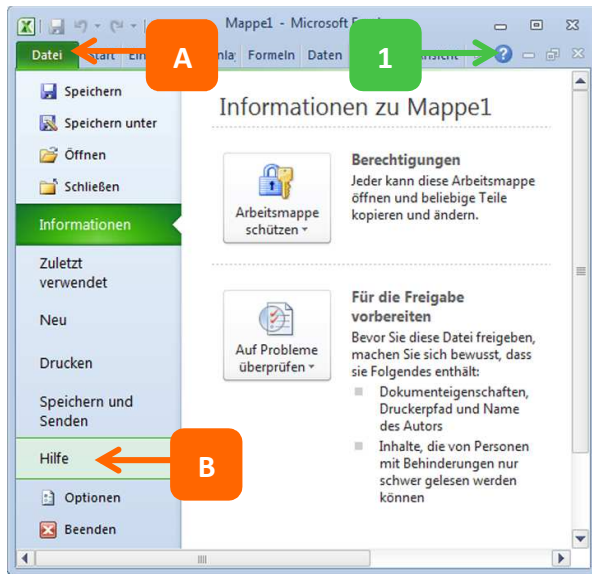 Mappe1 - Microsoft
Datei Start Formeln Daten
A
1
Speichern
Speichern unter
Öffnen
Schließen
Informationen
Zuletzt
verwendet
Neu
Drucken
Speichern und
Senden
Hilfe
B
Optionen
Beenden
Informationen zu Mappe1
Arbeitsmappe
schützen
Berechtigungen
Jeder kann diese Arbeitsmappe
öffnen und beliebige Teile
kopieren und ändern.
Auf Probleme
überprüfen
Für die Freigabe
vorbereiten
Bevor Sie diese Datei freigeben,
machen Sie sich bewusst, dass
sie Folgendes enthält:
Dokumenteigenschaften,
Druckerpfad und Name
des Autors
Inhalte, die von Personen
mit Behinderungen nur
schwer gelesen werden
können